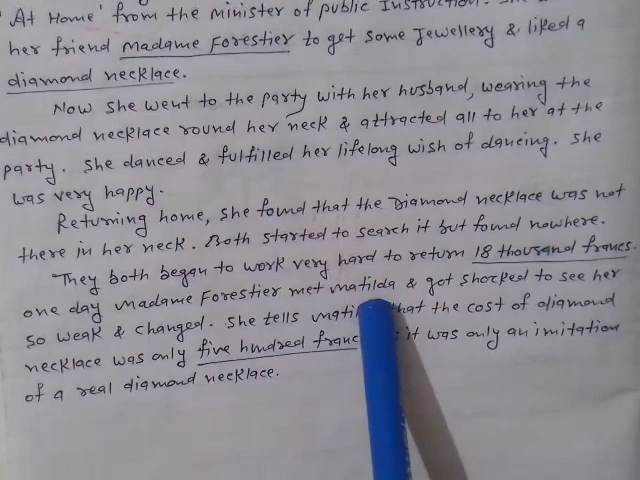 'At Home' from the minister of public Instruction.
her friend Madame Forestier to get some Jewellery & liked a
diamond necklace.
Now she went to the party with her husband, wearing the
diamond necklace round her neck & attracted all to her at the
party. She danced & fulfilled her lifelong wish of dancing. She
was very happy.
Returning home, she found that the Diamond necklace was not
there in her neck. Both started to search it but found nowhere.
They both began to work very hard to return 18 thousand francs.
one day Madame Forestier met matilda & got shocked to see her
so weak & changed. She tells mati that the cost of diamond
necklace was only five hundred franc it was only an imitation
of a real diamond necklace.